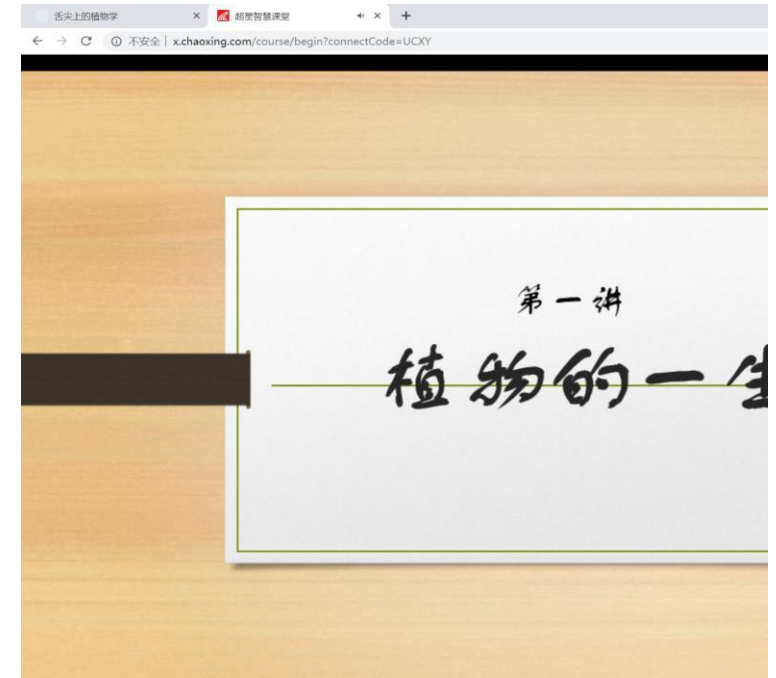 舌尖上的植物学
超星智慧课堂
不安全 | x.chaoxing.com/course/begin?connectCode=UCXY
第一讲
植物的一生